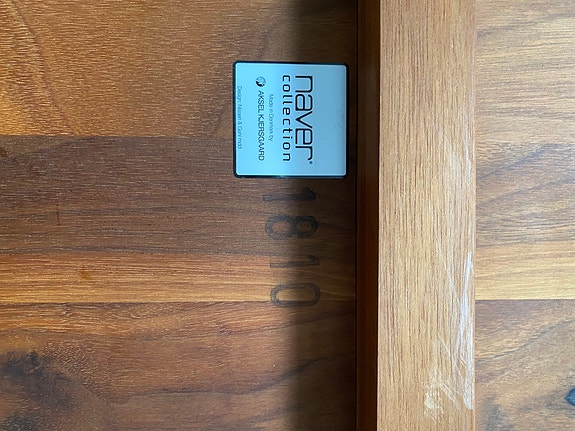 naver®
collection
Made in Denmark by
AKSEL KJERSGAARD
Design: Nissen & Gehl mdd
1810